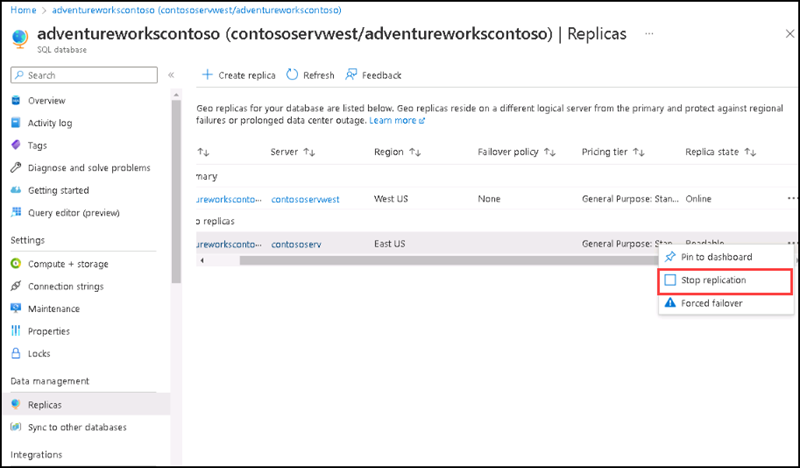 Home > adventureworkscontoso (contososervwest/adventureworkscontoso) >
adventureworkscontoso (contososervwest/adventureworkscontoso) | Replicas ...
SQL database
Search
Overview
Activity log
Tags
Diagnose and solve problems
Getting started
Query editor (preview)
Settings
Compute + storage
Connection strings
Maintenance
Properties
Locks
Data management
Replicas
Sync to other databases
Integrations
Create replica Refresh Feedback
Geo replicas for your database are listed below. Geo replicas reside on a different logical server from the primary and protect against regional
failures or prolonged data center outage. Learn more
Server Region Failover policy Pricing tier Replica state
mary
ureworksconto... contososervwest West US None General Purpose: Stan... Online
o replicas
ureworksconto... contososerv East US General Purpose: Stan... Readable
Pin to dashboard
Stop replication
Forced failover